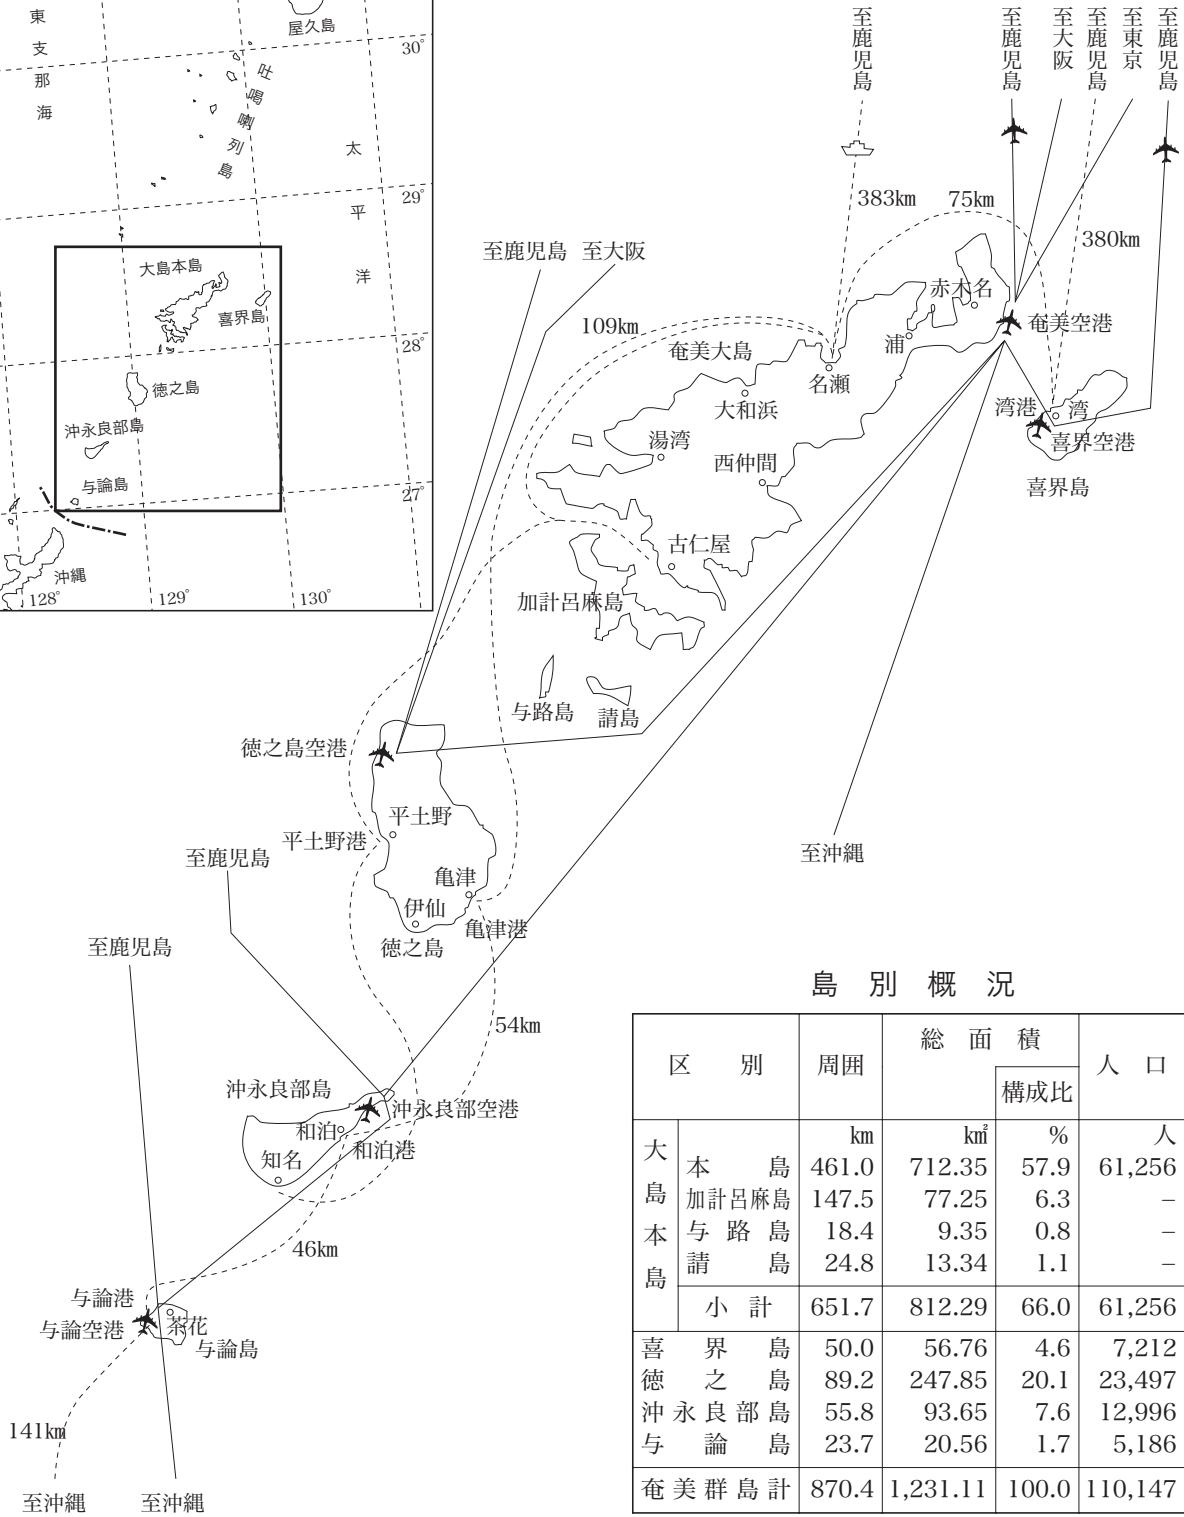 東支那海
屋久島
30°
吐噶喇列島
太平洋
29°
大島本島
喜界島
28°
徳之島
沖永良部島
与論島
27°
沖縄
128°
129°
130°
至鹿児島
至鹿児島
至大阪
至鹿児島
至東京
至鹿児島
383㎞
75㎞
380㎞
至鹿児島
至大阪
109㎞
赤木名
奄美空港
浦
奄美大島
名瀬
大和浜
湾港
湾
喜界空港
喜界島
湯湾
西仲間
古仁屋
加計呂麻島
与路島
請島
徳之島空港
平土野
平土野港
至鹿児島
至沖縄
亀津
伊仙
亀津港
徳之島
至鹿児島
54㎞
沖永良部島
沖永良部空港
和泊
和泊港
知名
46㎞
与論港
与論空港
茶花
与論島
141㎞
至沖縄
至沖縄
島別概況
区別 周囲 総面積 人口
構成比
大島本島
㎞ ㎢ % 人
本島 461.0 712.35 57.9 61,256
加計呂麻島 147.5 77.25 6.3 −
与路島 18.4 9.35 0.8 −
請島 24.8 13.34 1.1 −
小計 651.7 812.29 66.0 61,256
喜界島 50.0 56.76 4.6 7,212
徳之島 89.2 247.85 20.1 23,497
沖永良部島 55.8 93.65 7.6 12,996
与論島 23.7 20.56 1.7 5,186
奄美群島計 870.4 1,231.11 100.0 110,147